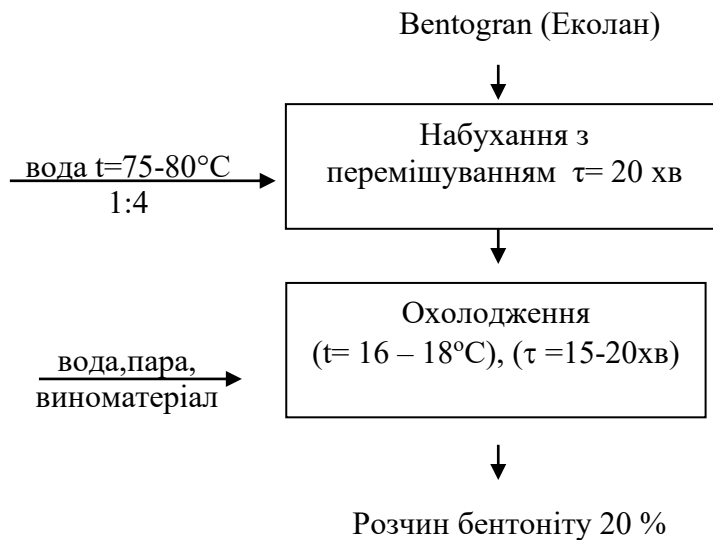 Bentogran (Еколан)
Набухання з
перемішуванням τ= 20 хв
вода t=75-80°С
1:4
Охолодження
(t= 16 – 18ºС), (τ =15-20хв)
вода,пара,
виноматеріал
Розчин бентоніту 20 %